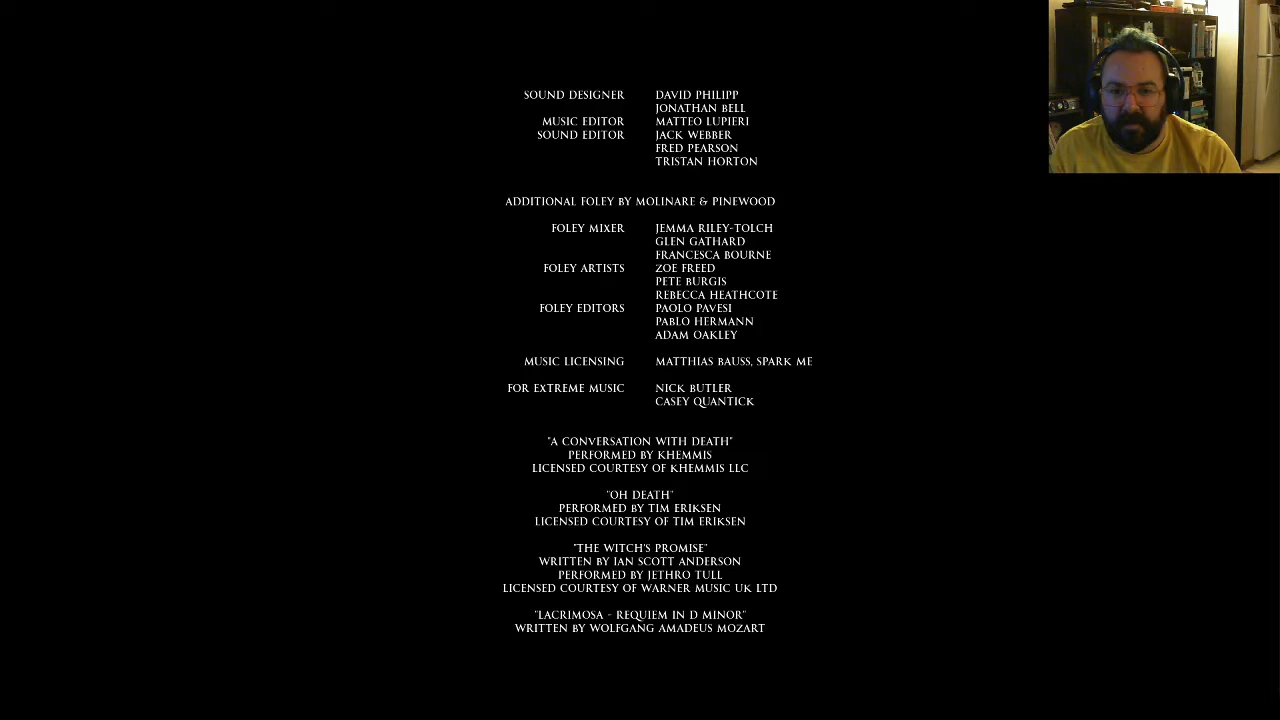 SOUND DESIGNER DAVID PHILIPP
JONATHAN BELL
MUSIC EDITOR MATTEO LUPIERI
SOUND EDITOR JACK WEBBER
FRED PEARSON
TRISTAN HORTON
ADDITIONAL FOLEY BY MOLINARE & PINEWOOD
FOLEY MIXER JEMMA RILEY-TOLCH
GLEN GATHARD
FRANCESCA BOURNE
FOLEY ARTISTS ZOE FREED
PETE BURGIS
REBECCA HEATHCOTE
FOLEY EDITORS PAOLO PAVESI
PABLO HERMANN
ADAM OAKLEY
MUSIC LICENSING MATTHIAS BAUSS, SPARK ME
FOR EXTREME MUSIC NICK BUTLER
CASEY QUANTICK
"A CONVERSATION WITH DEATH"
PERFORMED BY KHEMMIS
LICENSED COURTESY OF KHEMMIS LLC
"OH DEATH"
PERFORMED BY TIM ERIKSEN
LICENSED COURTESY OF TIM ERIKSEN
"THE WITCH'S PROMISE"
WRITTEN BY IAN SCOTT ANDERSON
PERFORMED BY JETHRO TULL
LICENSED COURTESY OF WARNER MUSIC UK LTD
"LACRIMOSA - REQUIEM IN D MINOR"
WRITTEN BY WOLFGANG AMADEUS MOZART